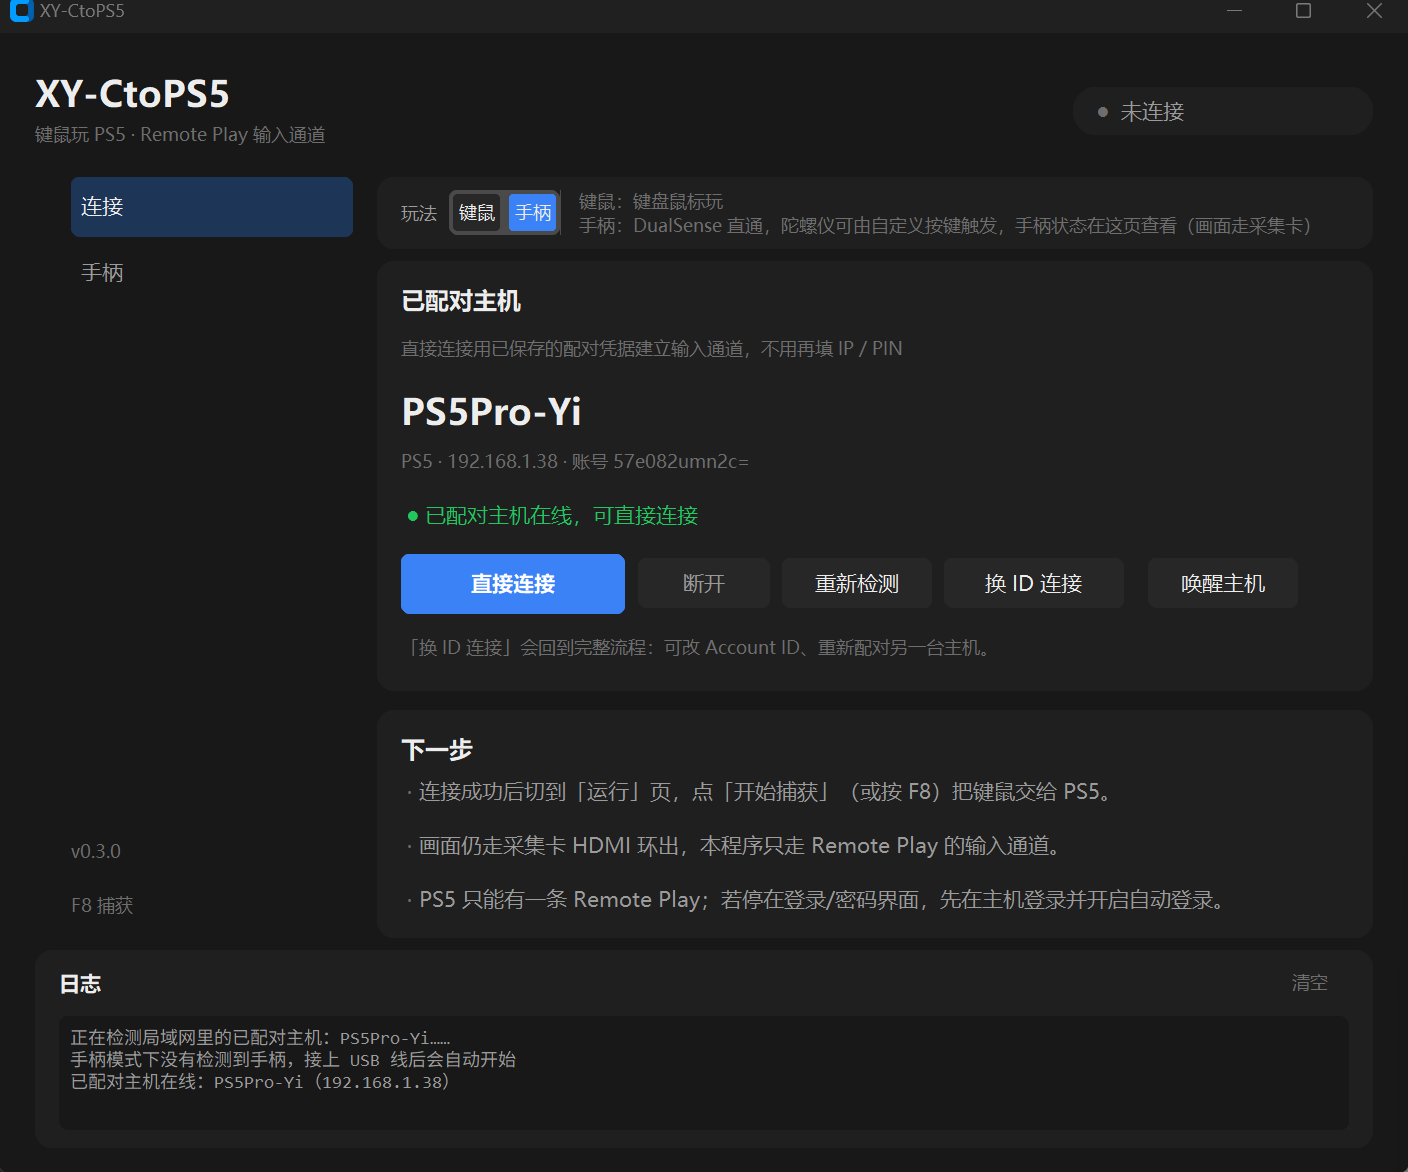 XY-CtoPS5
XY-CtoPS5
键鼠玩 PS5 · Remote Play 输入通道
未连接
连接
手柄
玩法
键鼠
手柄
键鼠：键盘鼠标玩
手柄：DualSense 直通，陀螺仪可由自定义按键触发，手柄状态在这页查看（画面走采集卡）
已配对主机
直接连接用已保存的配对凭据建立输入通道，不用再填 IP / PIN
PS5Pro-Yi
PS5 · 192.168.1.38 · 账号 57e082umn2c=
已配对主机在线，可直接连接
直接连接
断开
重新检测
换 ID 连接
唤醒主机
「换 ID 连接」会回到完整流程：可改 Account ID、重新配对另一台主机。
下一步
· 连接成功后切到「运行」页，点「开始捕获」（或按 F8）把键鼠交给 PS5。
· 画面仍走采集卡 HDMI 环出，本程序只走 Remote Play 的输入通道。
· PS5 只能有一条 Remote Play；若停在登录/密码界面，先在主机登录并开启自动登录。
v0.3.0
F8 捕获
日志
清空
正在检测局域网里的已配对主机：PS5Pro-Yi……
手柄模式下没有检测到手柄，接上 USB 线后会自动开始
已配对主机在线：PS5Pro-Yi（192.168.1.38）